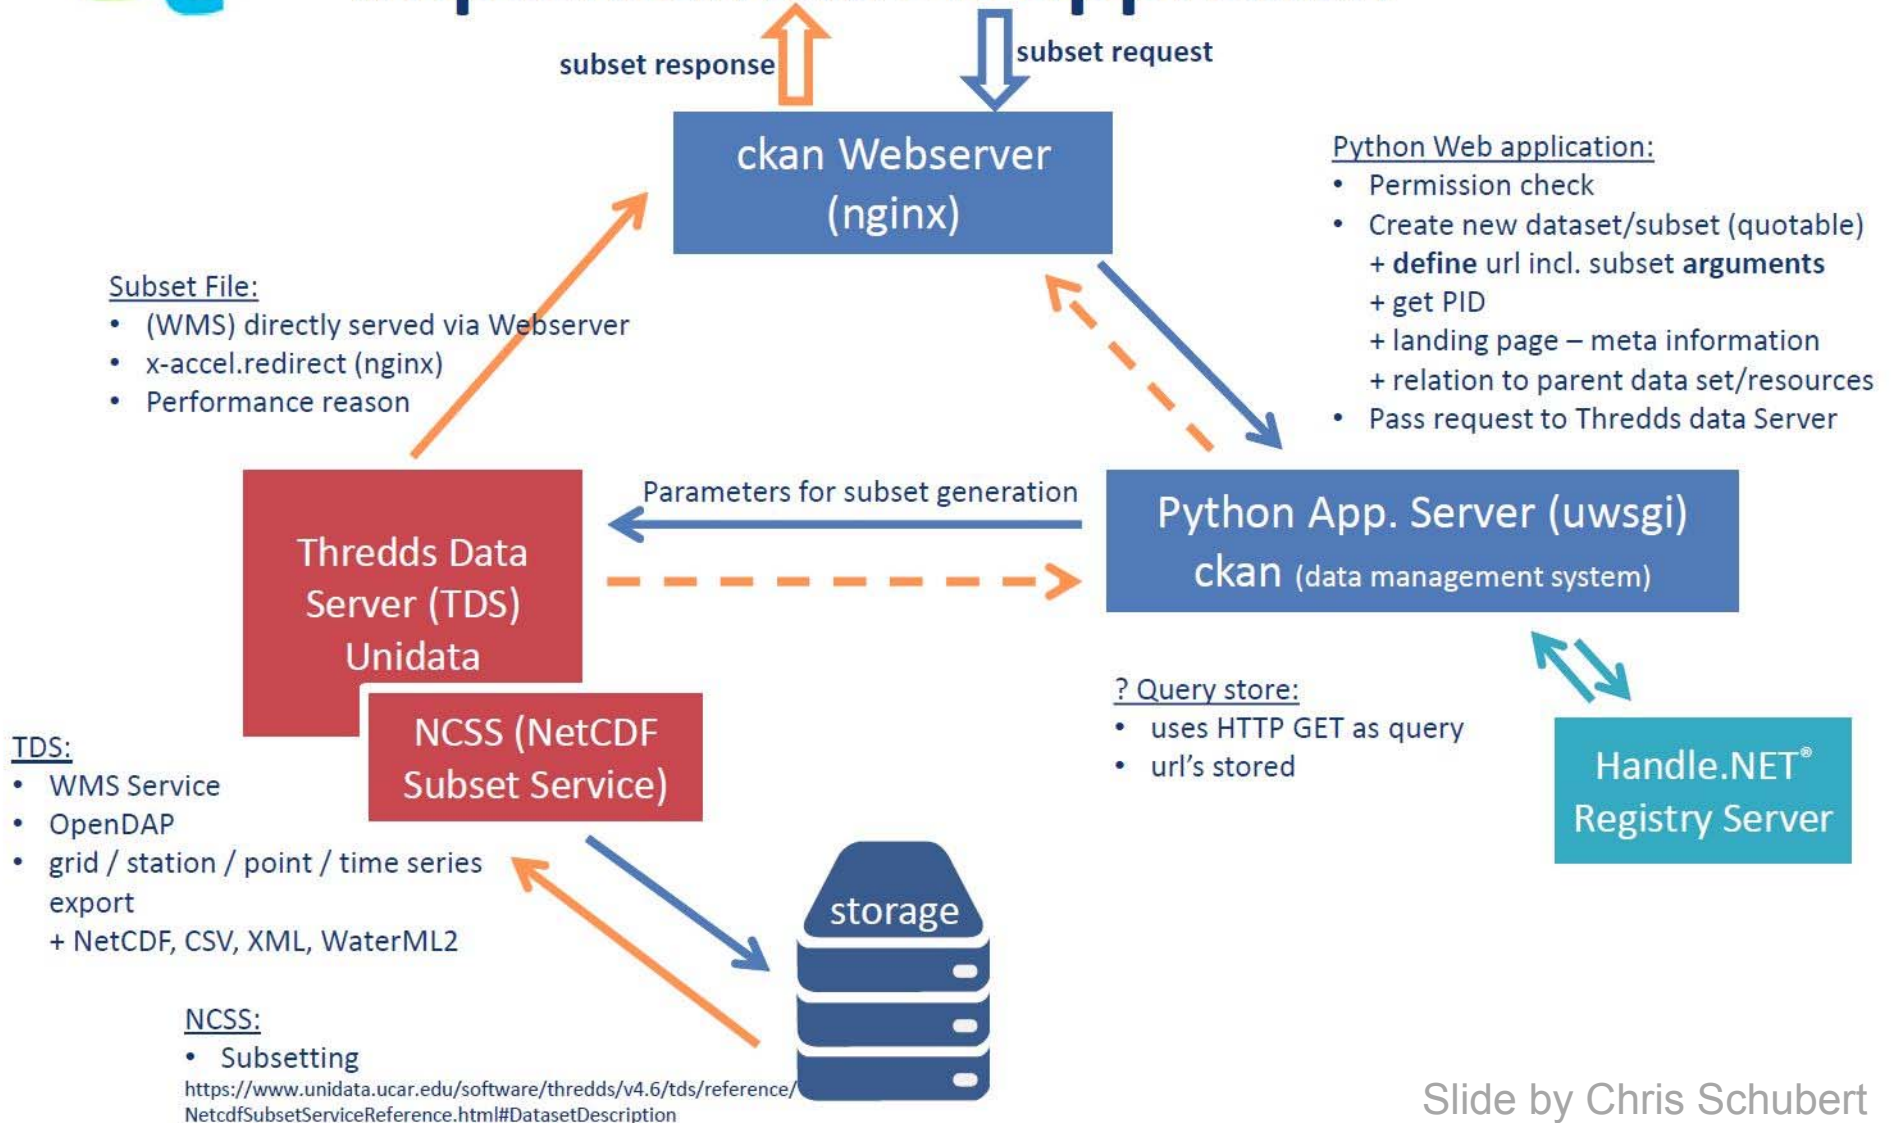 subset response
subset request
ckan Webserver
(nginx)
Python Web application:
• Permission check
• Create new dataset/subset (quotable)
+ define url incl. subset arguments
+ get PID
+ landing page – meta information
+ relation to parent data set/resources
• Pass request to Thredds data Server
Subset File:
• (WMS) directly served via Webserver
• x-accel.redirect (nginx)
• Performance reason
Parameters for subset generation
Python App. Server (uwsgi)
ckan (data management system)
Thredds Data
Server (TDS)
Unidata
NCSS (NetCDF
Subset Service)
? Query store:
• uses HTTP GET as query
• url's stored
Handle.NET®
Registry Server
TDS:
• WMS Service
• OpenDAP
• grid / station / point / time series
export
+ NetCDF, CSV, XML, WaterML2
storage
NCSS:
• Subsetting
https://www.unidata.ucar.edu/software/thredds/v4.6/tds/reference/
NetcdfSubsetServiceReference.html#DatasetDescription
Slide by Chris Schubert